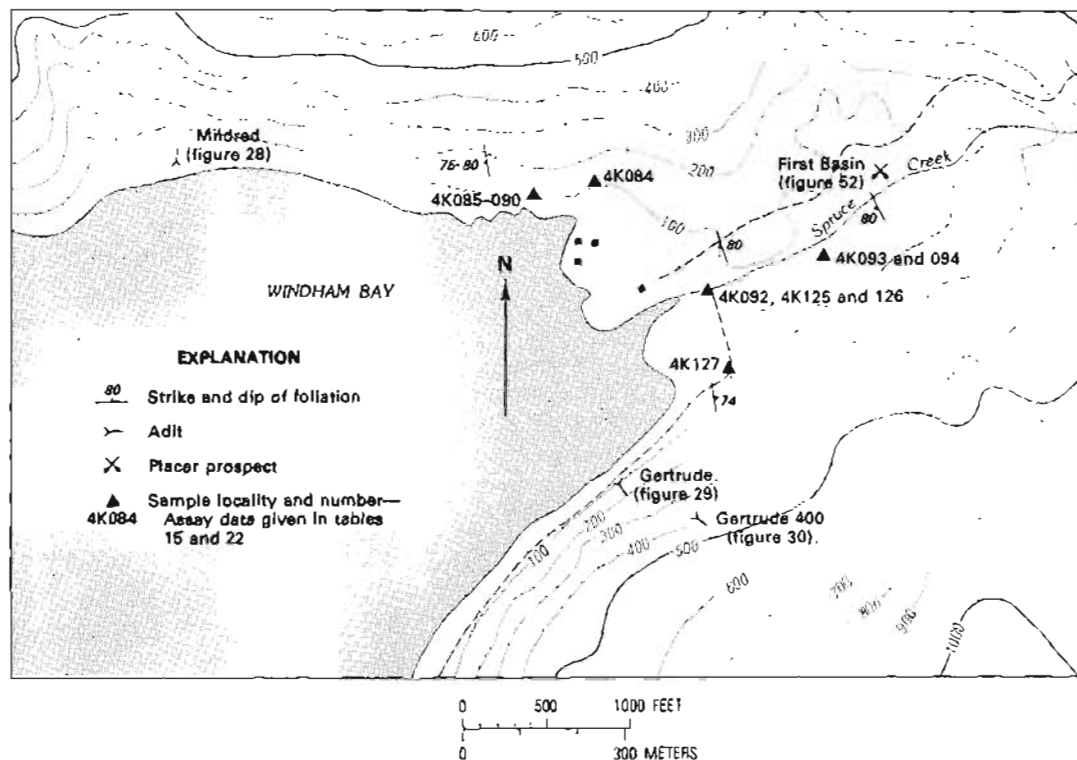 600
500
400
300
200
100
Mildred
(figure 28)
75-80
4K085-090
4K084
First Basin
(figure 52)
Spruce Creek
80
80
4K093 and 094
4K092, 4K125 and 126
4K127
74
N
WINDHAM BAY
EXPLANATION
80 Strike and dip of foliation
Adit
Placer prospect
Sample locality and number—
4K084 Assay data given in tables
15 and 22
Gertrude
(figure 29)
Gertrude 400
(figure 30).
100
200
300
400
500
600
700
800
900
1000
0 500 1000 FEET
0 300 METERS